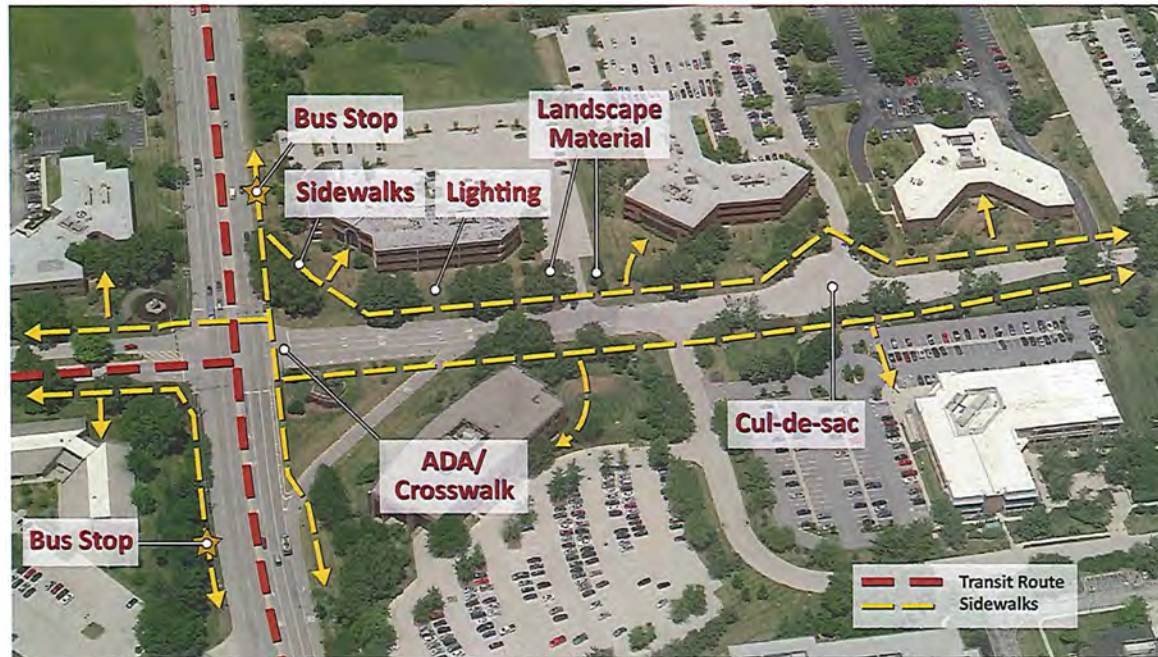 Bus Stop
Landscape
Material
Sidewalks
Lighting
Cul-de-sac
ADA/
Crosswalk
Bus Stop
Transit Route
Sidewalks